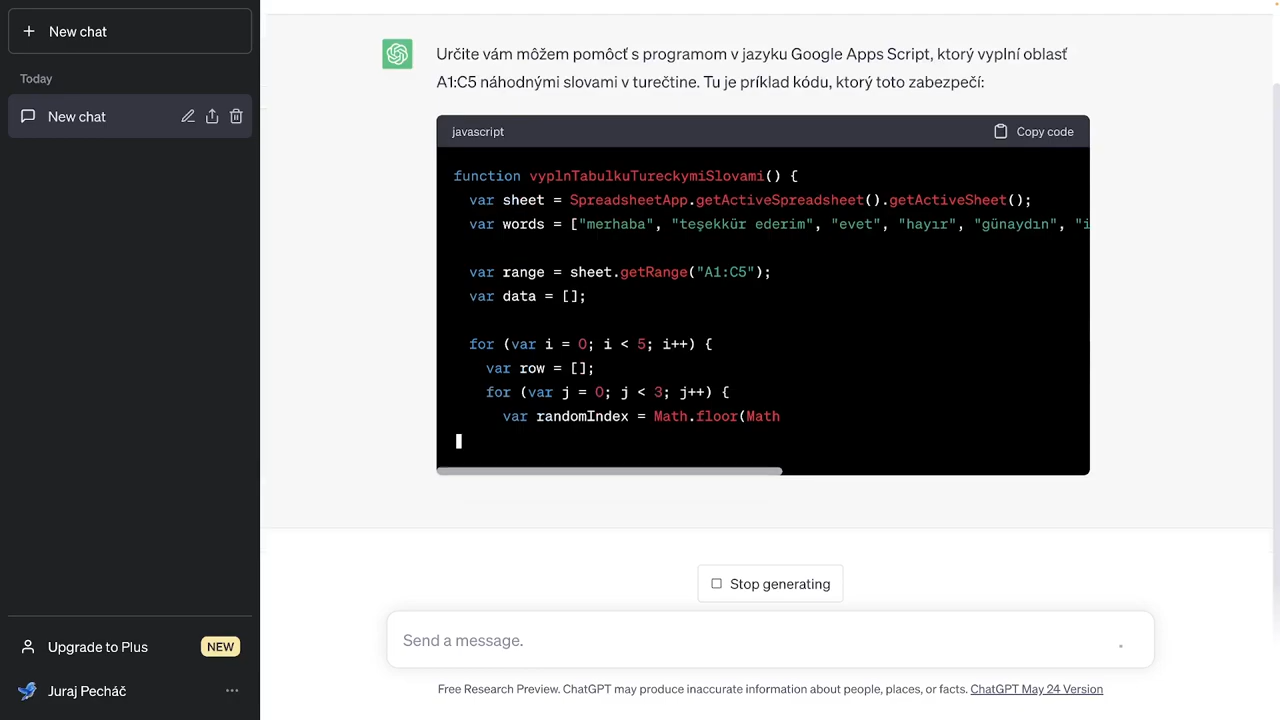 New chat
Today
New chat
Určite vám môžem pomôcť s programom v jazyku Google Apps Script, ktorý vyplní oblasť
A1:C5 náhodnými slovami v turečtine. Tu je príklad kódu, ktorý toto zabezpečí:
javascript
Copy code
function vyplnTabulkuTureckymiSlovami() {
var sheet = SpreadsheetApp.getActiveSpreadsheet().getActiveSheet();
var words = ["merhaba", "teşekkür ederim", "evet", "hayır", "günaydın", "i
var range = sheet.getRange("A1:C5");
var data = [];
for (var i = 0; i < 5; i++) {
var row = [];
for (var j = 0; j < 3; j++) {
var randomIndex = Math.floor(Math
Stop generating
Send a message.
Free Research Preview. ChatGPT may produce inaccurate information about people, places, or facts. ChatGPT May 24 Version
Upgrade to Plus
NEW
Juraj Pecháč